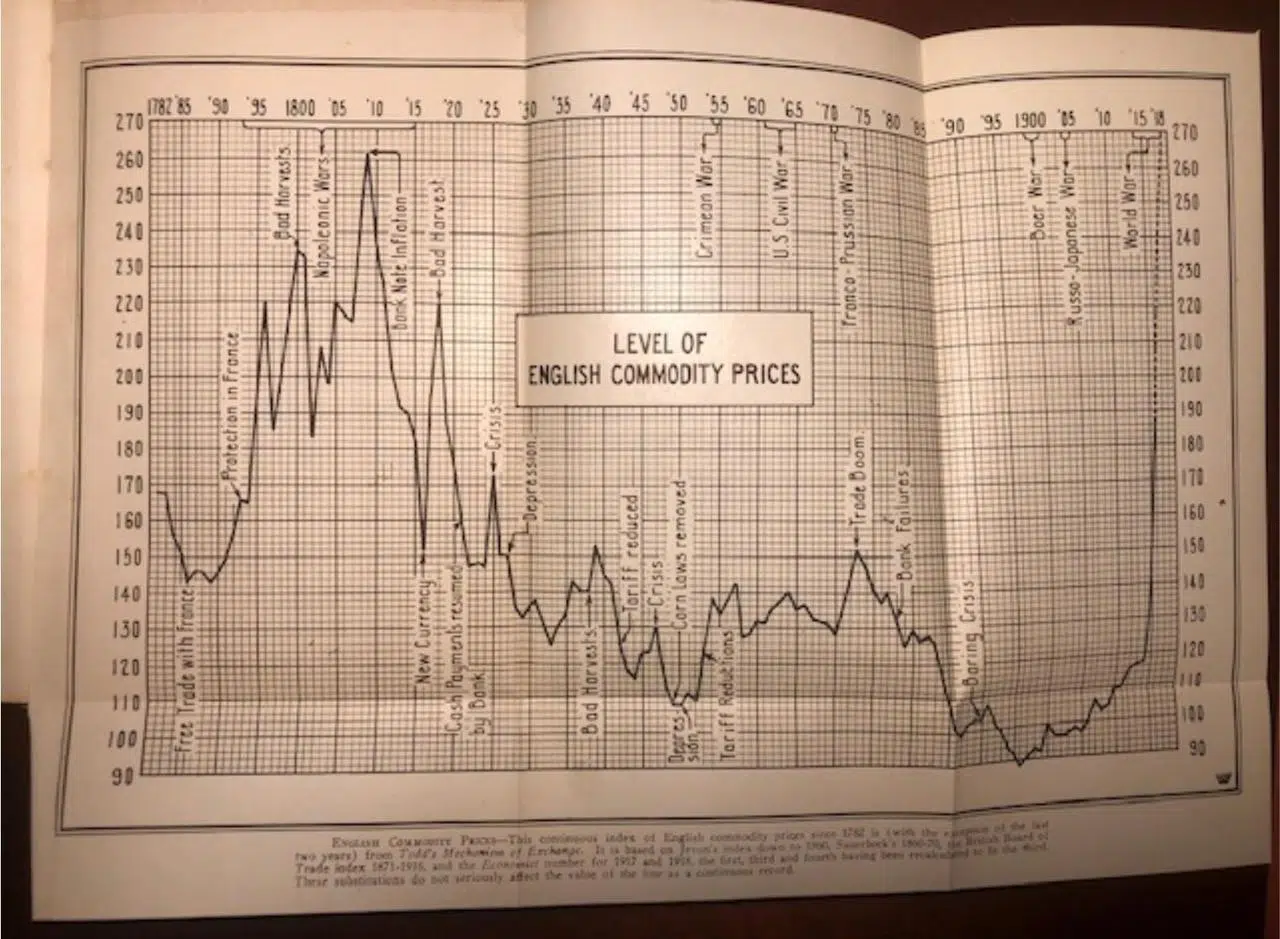 1782 '85 '90 '95 1800 '05 '10 '15 '20 '25 '30 '35 '40 '45 '50 '55 '60 '65 '70 '75 '80 '85 '90 '95 1900 '05 '10 '15 '18
270 270
260 260
250 250
240 240
230 230
220 220
210 210
200 200
190 190
180 180
170 170
160 160
150 150
140 140
130 130
120 120
110 110
100 100
90 90
Free Trade with France
Protection in France
Bad Harvests
Napoleonic Wars
Bank Note Inflation
New Currency
Bad Harvest
Cash Payments resumed
by Bank
Crisis
Depression
Bad Harvests
Tariff reduced
Crisis
Corn Laws removed
Depres-
sion
Tariff Reductions
Crimean War
U.S Civil War
Franco-Prussian War
Trade Boom
Bank Failures
Baring Crisis
Boer War
Russo-Japanese War
World War
LEVEL OF
ENGLISH COMMODITY PRICES
ENGLISH COMMODITY PRICES—This continuous index of English commodity prices since 1782 is (with the exception of the last
two years) from Todd's Mechanism of Exchange. It is based on Jevon's index down to 1860, Sauerbeck's 1860-70, the British Board of
Trade index 1871-1916, and the Economist number for 1917 and 1918, the first, third and fourth having been recalculated to fit the third.
These substitutions do not seriously affect the value of the line as a continuous record.